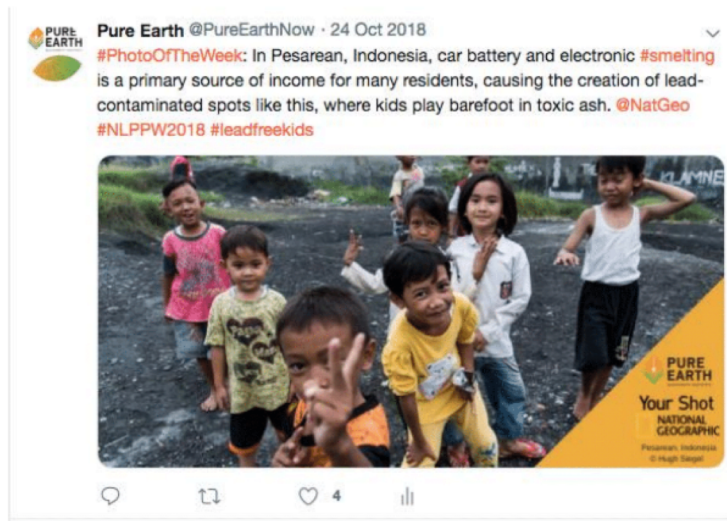 PURE
EARTH
Pure Earth @PureEarthNow · 24 Oct 2018
#PhotoOfTheWeek: In Pesarean, Indonesia, car battery and electronic #smelting
is a primary source of income for many residents, causing the creation of lead-
contaminated spots like this, where kids play barefoot in toxic ash. @NatGeo
#NLPPW2018 #leadfreekids
KLAMNE
PURE
EARTH
Your Shot
NATIONAL
GEOGRAPHIC
Pesarean, Indonesia
© Hugh Siegel
4